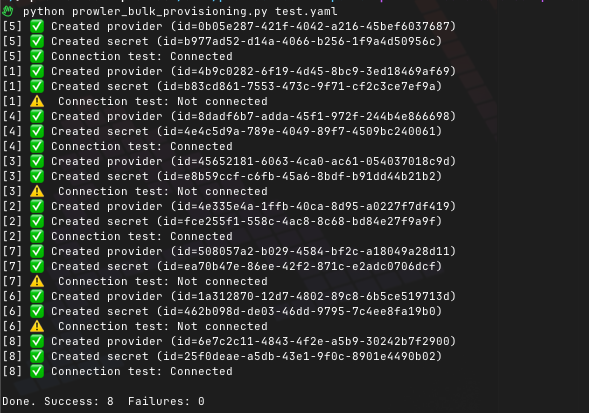 python prowler_bulk_provisioning.py test.yaml
[5] ✅ Created provider (id=0b05e287-421f-4042-a216-45bef6037687)
[5] ✅ Created secret (id=b977ad52-d14a-4066-b256-1f9a4d50956c)
[5] ✅ Connection test: Connected
[1] ✅ Created provider (id=4b9c0282-6f19-4d45-8bc9-3ed18469af69)
[1] ✅ Created secret (id=b83cd861-7553-473c-9f71-cf2c3ce7ef9a)
[1] ⚠️ Connection test: Not connected
[4] ✅ Created provider (id=8dadf6b7-adda-45f1-972f-244b4e866698)
[4] ✅ Created secret (id=4e4c5d9a-789e-4049-89f7-4509bc240061)
[4] ✅ Connection test: Connected
[3] ✅ Created provider (id=45652181-6063-4ca0-ac61-054037018c9d)
[3] ✅ Created secret (id=e8b59ccf-c6fb-45a6-8bdf-b91dd44b21b2)
[3] ⚠️ Connection test: Not connected
[2] ✅ Created provider (id=4e335e4a-1ffb-40ca-8d95-a0227f7df419)
[2] ✅ Created secret (id=fce255f1-558c-4ac8-8c68-bd84e27f9a9f)
[2] ✅ Connection test: Connected
[7] ✅ Created provider (id=508057a2-b029-4584-bf2c-a18049a28d11)
[7] ✅ Created secret (id=ea70b47e-86ee-42f2-871c-e2adc0706dcf)
[7] ⚠️ Connection test: Not connected
[6] ✅ Created provider (id=1a312870-12d7-4802-89c8-6b5ce519713d)
[6] ✅ Created secret (id=462b098d-de03-46dd-9795-7c4ee8fa19b0)
[6] ⚠️ Connection test: Not connected
[8] ✅ Created provider (id=6e7c2c11-4843-4f2e-a5b9-30242b7f2900)
[8] ✅ Created secret (id=25f0deae-a5db-43e1-9f0c-8901e4490b02)
[8] ✅ Connection test: Connected
Done. Success: 8 Failures: 0